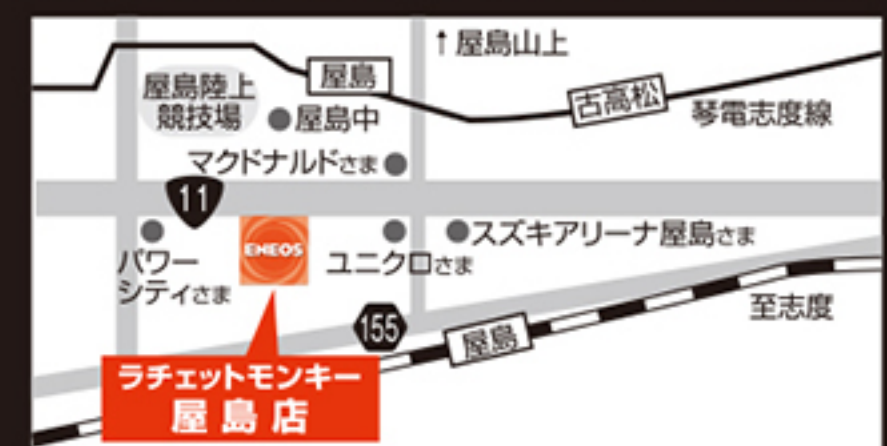 ↑屋島山上
屋島
屋島陸上
競技場
屋島中
古高松
琴電志度線
マクドナルドさま
11
ENEOS
パワー
シティさま
ユニクロさま
スズキアリーナ屋島さま
155
屋島
至志度
ラチェットモンキー
屋島店